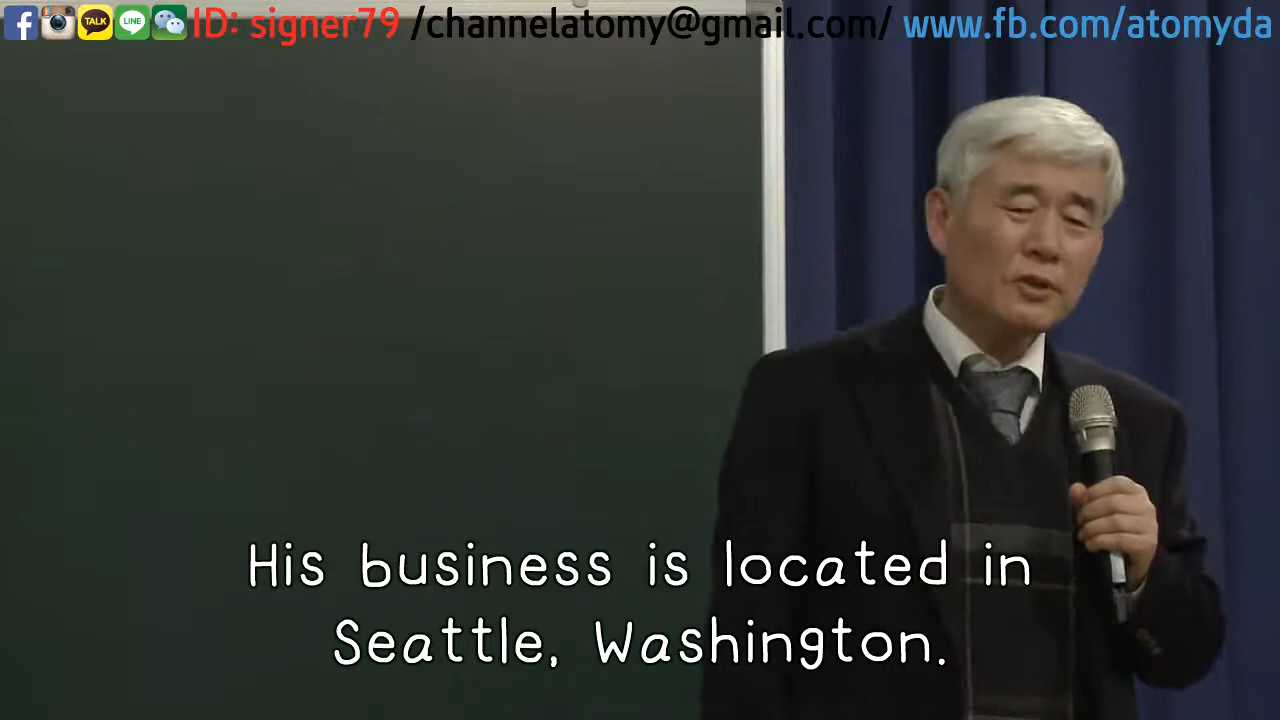 TALK LINE ID: signer79 /channelatomy@gmail.com/ www.fb.com/atomyda
His business is located in
Seattle, Washington.